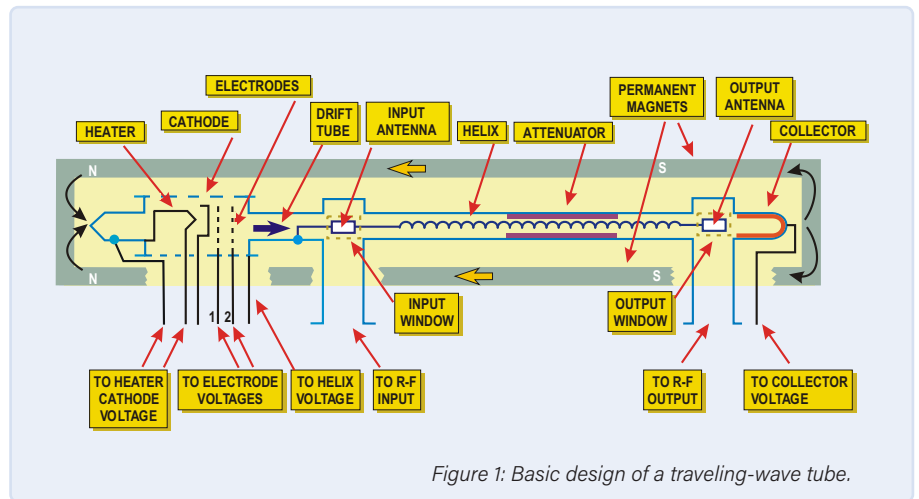 ELECTRODES
PERMANENT
MAGNETS
OUTPUT
ANTENNA
HEATER
CATHODE
DRIFT
TUBE
INPUT
ANTENNA
HELIX
ATTENUATOR
COLLECTOR
N
S
N
S
1 2
INPUT
WINDOW
OUTPUT
WINDOW
TO HEATER
CATHODE
VOLTAGE
TO ELECTRODE
VOLTAGES
TO HELIX
VOLTAGE
TO R-F
INPUT
TO R-F
OUTPUT
TO COLLECTOR
VOLTAGE
Figure 1: Basic design of a traveling-wave tube.